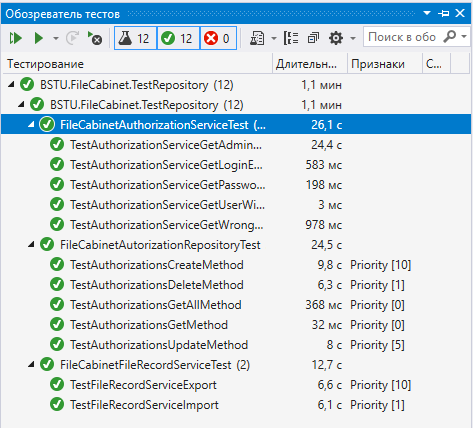 Обозреватель тестов
12 12 0 Поиск в обо
Тестирование Длительн... Признаки С...
BSTU.FileCabinet.TestRepository (12) 1,1 мин
BSTU.FileCabinet.TestRepository (12) 1,1 мин
FileCabinetAuthorizationServiceTest (... 26,1 с
TestAuthorizationServiceGetAdmin... 24,4 с
TestAuthorizationServiceGetLoginE... 583 мс
TestAuthorizationServiceGetPasswo... 198 мс
TestAuthorizationServiceGetUserWi... 3 мс
TestAuthorizationServiceGetWrong... 978 мс
FileCabinetAutorizationRepositoryTest 24,5 с
TestAuthorizationsCreateMethod 9,8 с Priority [10]
TestAuthorizationsDeleteMethod 6,3 с Priority [1]
TestAuthorizationsGetAllMethod 368 мс Priority [0]
TestAuthorizationsGetMethod 32 мс Priority [0]
TestAuthorizationsUpdateMethod 8 с Priority [5]
FileCabinetFileRecordServiceTest (2) 12,7 с
TestFileRecordServiceExport 6,6 с Priority [10]
TestFileRecordServiceImport 6,1 с Priority [1]